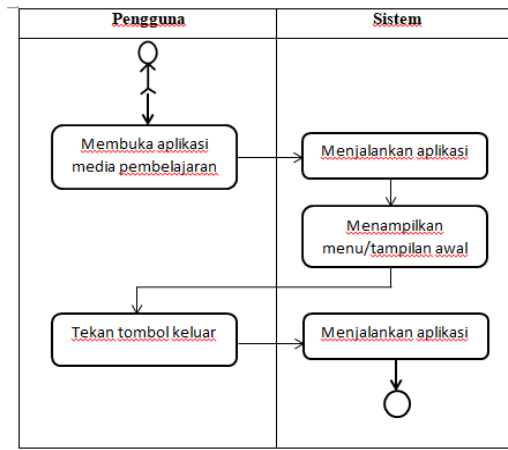 Pengguna
Sistem
Membuka aplikasi
media pembelajaran
Menjalankan aplikasi
Menampilkan
menu/tampilan awal
Tekan tombol keluar
Menjalankan aplikasi